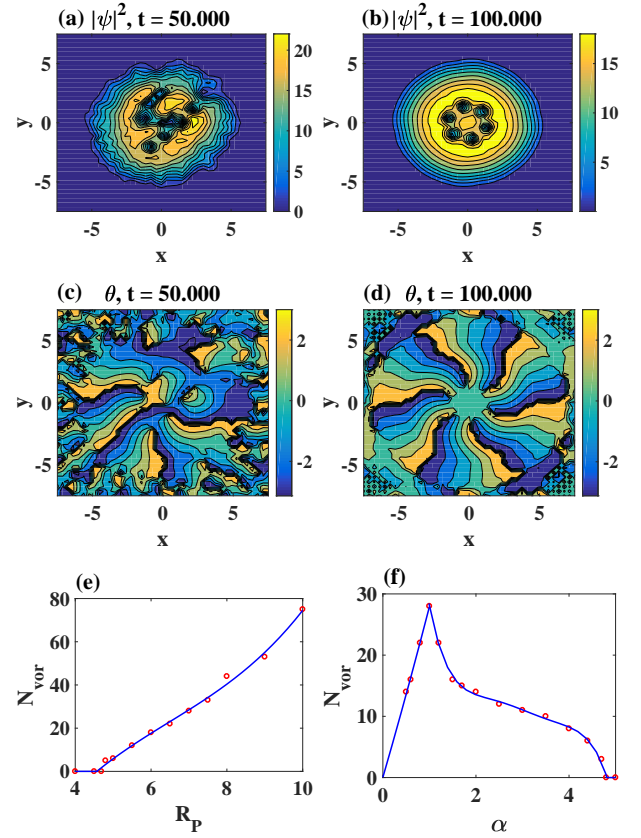 (a) |ψ|², t = 50.000
(b) |ψ|², t = 100.000
5
0
-5
y
-5 0 5
x
20
15
10
5
0
5
0
-5
y
-5 0 5
x
15
10
5
(c) θ, t = 50.000
(d) θ, t = 100.000
5
0
-5
y
-5 0 5
x
2
0
-2
5
0
-5
y
-5 0 5
x
2
0
-2
(e)
80
60
40
20
0
N_vor
4 6 8 10
R_P
(f)
30
20
10
0
N_vor
0 2 4
α